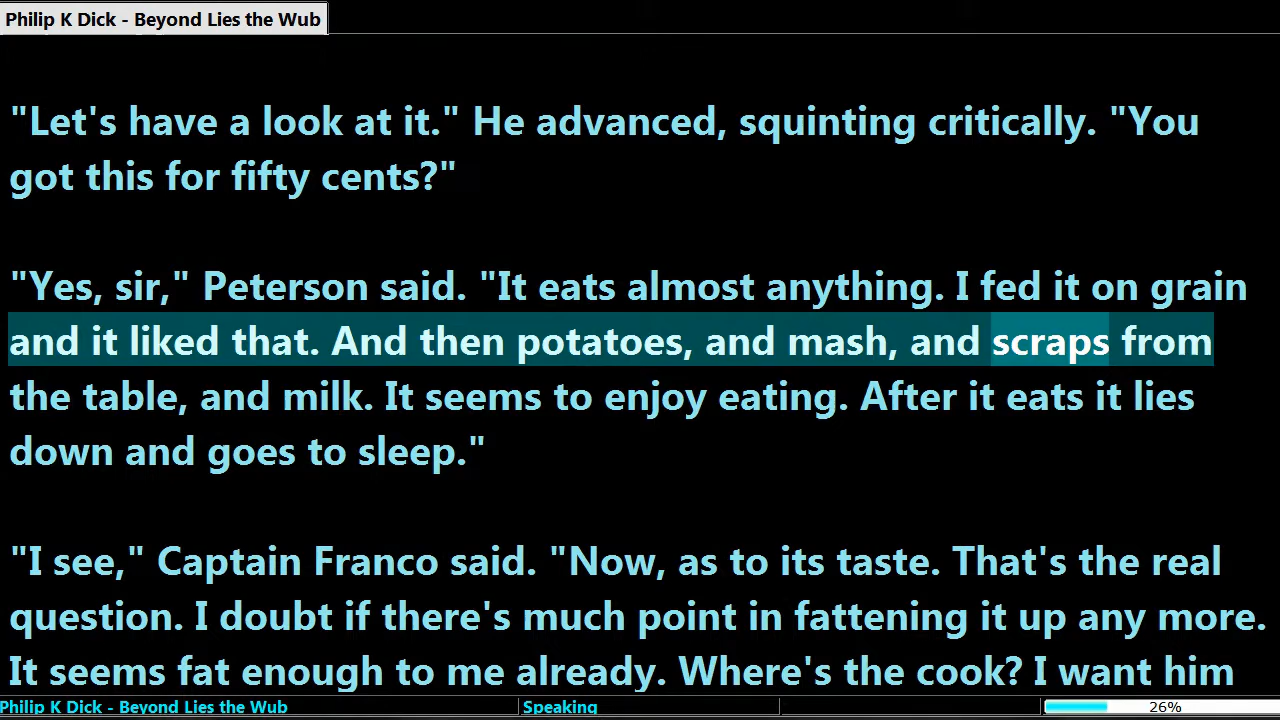 Philip K Dick - Beyond Lies the Wub
"Let's have a look at it." He advanced, squinting critically. "You
got this for fifty cents?"
"Yes, sir," Peterson said. "It eats almost anything. I fed it on grain
and it liked that. And then potatoes, and mash, and scraps from
the table, and milk. It seems to enjoy eating. After it eats it lies
down and goes to sleep."
"I see," Captain Franco said. "Now, as to its taste. That's the real
question. I doubt if there's much point in fattening it up any more.
It seems fat enough to me already. Where's the cook? I want him
Philip K Dick - Beyond Lies the Wub
Speaking
26%